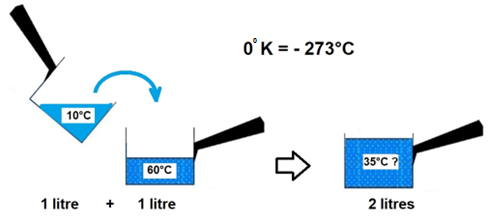 0° K = - 273°C
10°C
60°C
35°C ?
1 litre + 1 litre
2 litres